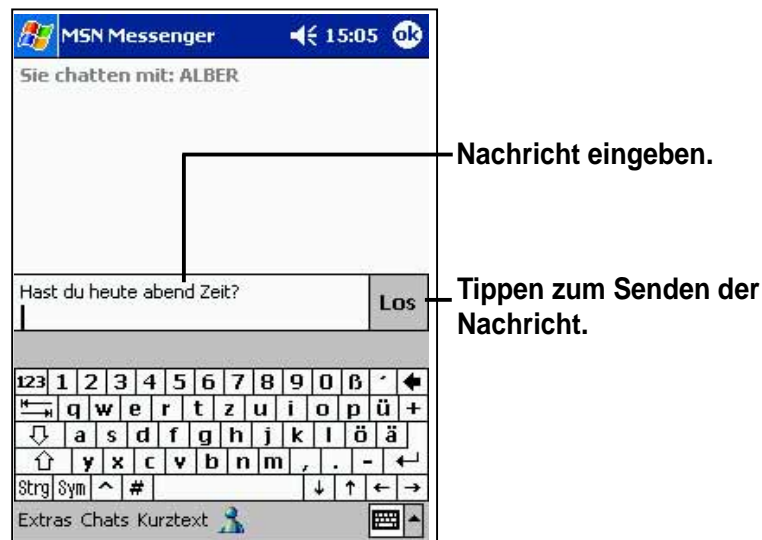 MSN Messenger 15:05 ok
Sie chatten mit: ALBER
Nachricht eingeben.
Hast du heute abend Zeit?
Los
Tippen zum Senden der
Nachricht.
123 1 2 3 4 5 6 7 8 9 0 ß ´
q w e r t z u i o p ü +
a s d f g h j k l ö ä
y x c v b n m , . -
Strg Sym ^ # ↓ ↑ ← →
Extras Chats Kurztext